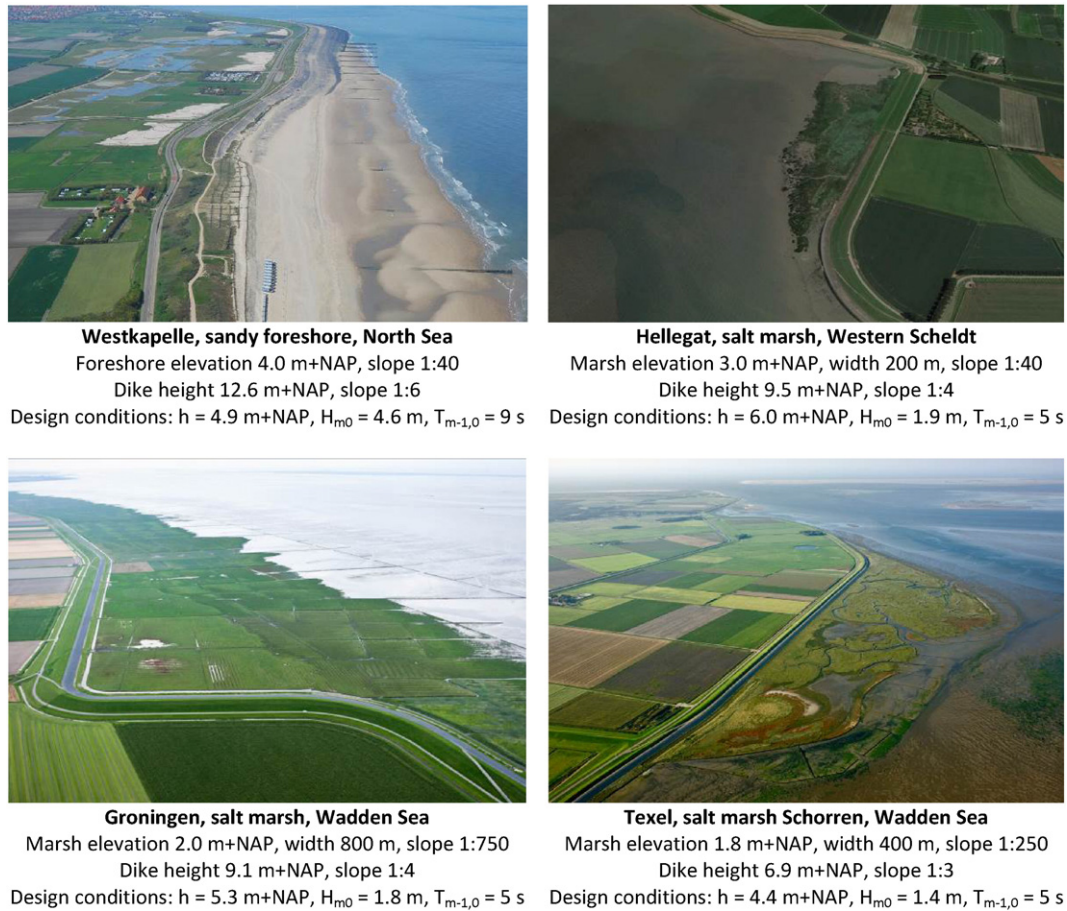 Westkapelle, sandy foreshore, North Sea
Foreshore elevation 4.0 m+NAP, slope 1:40
Dike height 12.6 m+NAP, slope 1:6
Design conditions: h = 4.9 m+NAP, Hm0 = 4.6 m, Tm-1,0 = 9 s
Hellegat, salt marsh, Western Scheldt
Marsh elevation 3.0 m+NAP, width 200 m, slope 1:40
Dike height 9.5 m+NAP, slope 1:4
Design conditions: h = 6.0 m+NAP, Hm0 = 1.9 m, Tm-1,0 = 5 s
Groningen, salt marsh, Wadden Sea
Marsh elevation 2.0 m+NAP, width 800 m, slope 1:750
Dike height 9.1 m+NAP, slope 1:4
Design conditions: h = 5.3 m+NAP, Hm0 = 1.8 m, Tm-1,0 = 5 s
Texel, salt marsh Schorren, Wadden Sea
Marsh elevation 1.8 m+NAP, width 400 m, slope 1:250
Dike height 6.9 m+NAP, slope 1:3
Design conditions: h = 4.4 m+NAP, Hm0 = 1.4 m, Tm-1,0 = 5 s